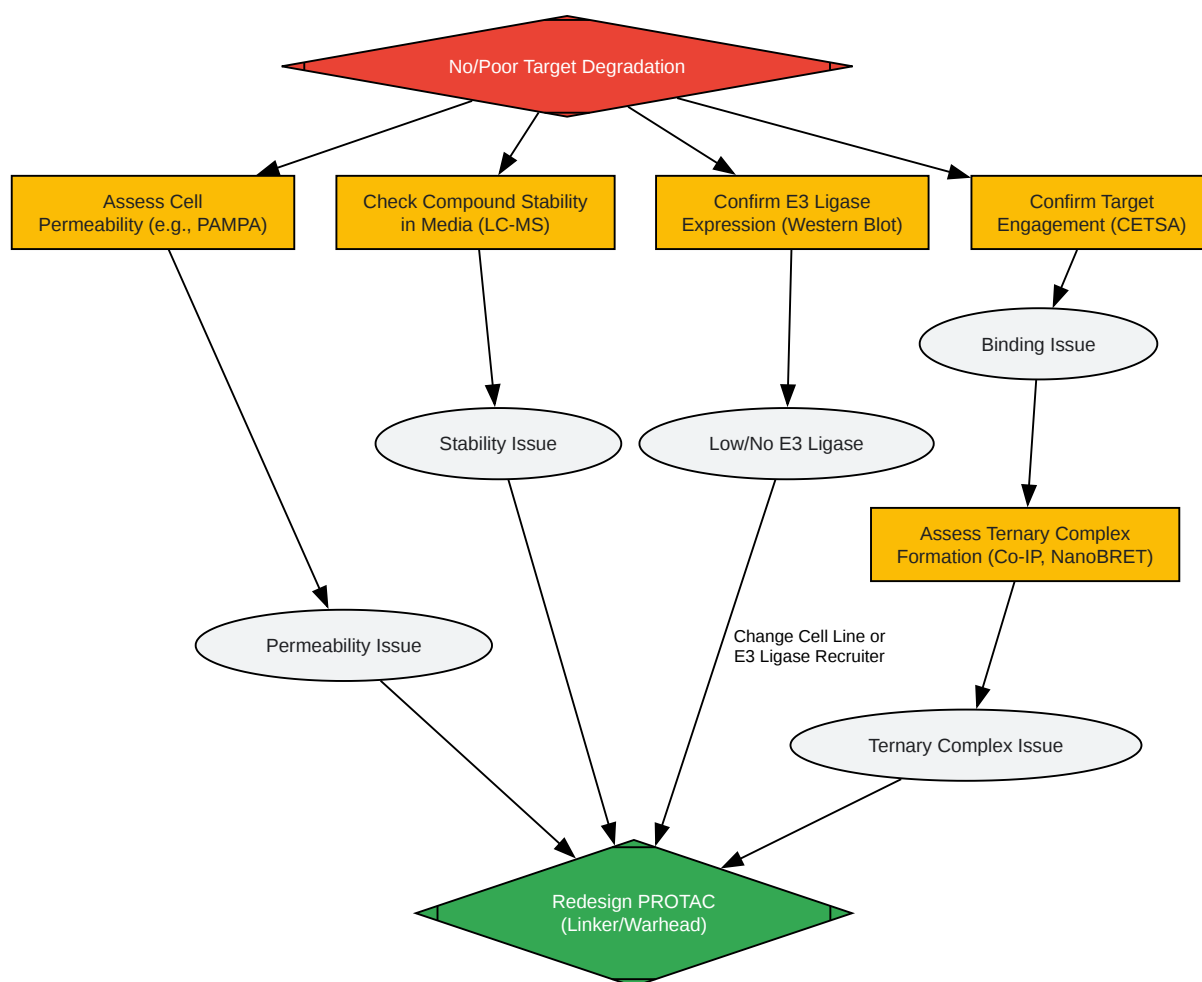 No/Poor Target Degradation
Assess Cell
Permeability (e.g., PAMPA)
Check Compound Stability
in Media (LC-MS)
Confirm E3 Ligase
Expression (Western Blot)
Confirm Target
Engagement (CETSA)
Binding Issue
Stability Issue
Low/No E3 Ligase
Assess Ternary Complex
Formation (Co-IP, NanoBRET)
Permeability Issue
Change Cell Line or
E3 Ligase Recruiter
Ternary Complex Issue
Redesign PROTAC
(Linker/Warhead)